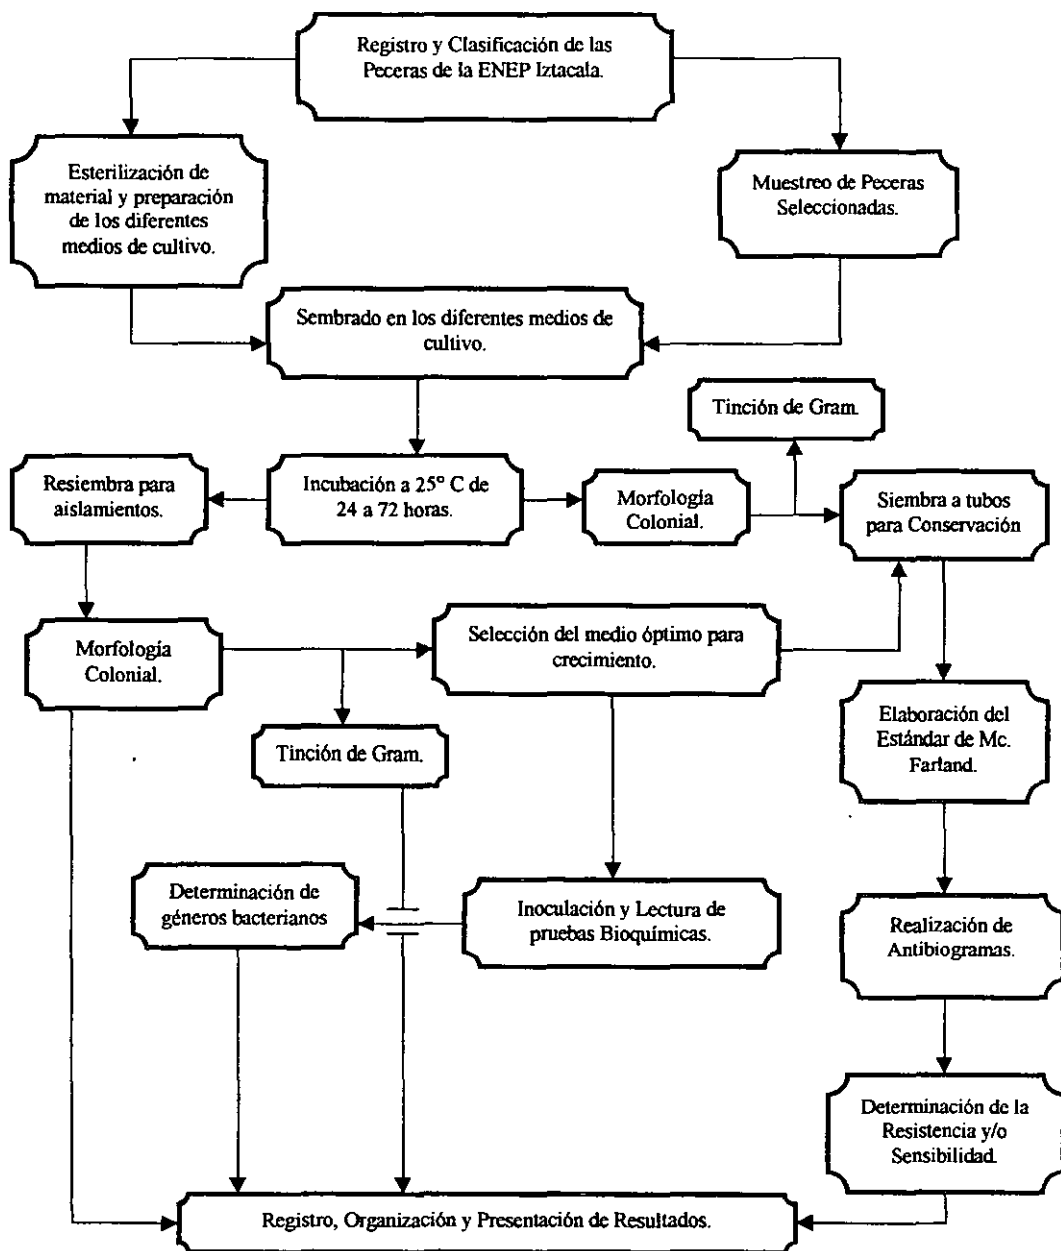 Registro y Clasificación de las
Peceras de la ENEP Iztacala.
Esterilización de
material y preparación
de los diferentes
medios de cultivo.
Muestreo de Peceras
Seleccionadas.
Sembrado en los diferentes medios de
cultivo.
Tinción de Gram.
Resiembra para
aislamientos.
Incubación a 25° C de
24 a 72 horas.
Morfología
Colonial.
Siembra a tubos
para Conservación
Morfología
Colonial.
Selección del medio óptimo para
crecimiento.
Tinción de Gram.
Elaboración del
Estándar de Mc.
Farland.
Determinación de
géneros bacterianos
Inoculación y Lectura de
pruebas Bioquímicas.
Realización de
Antibiogramas.
Determinación de la
Resistencia y/o
Sensibilidad.
Registro, Organización y Presentación de Resultados.